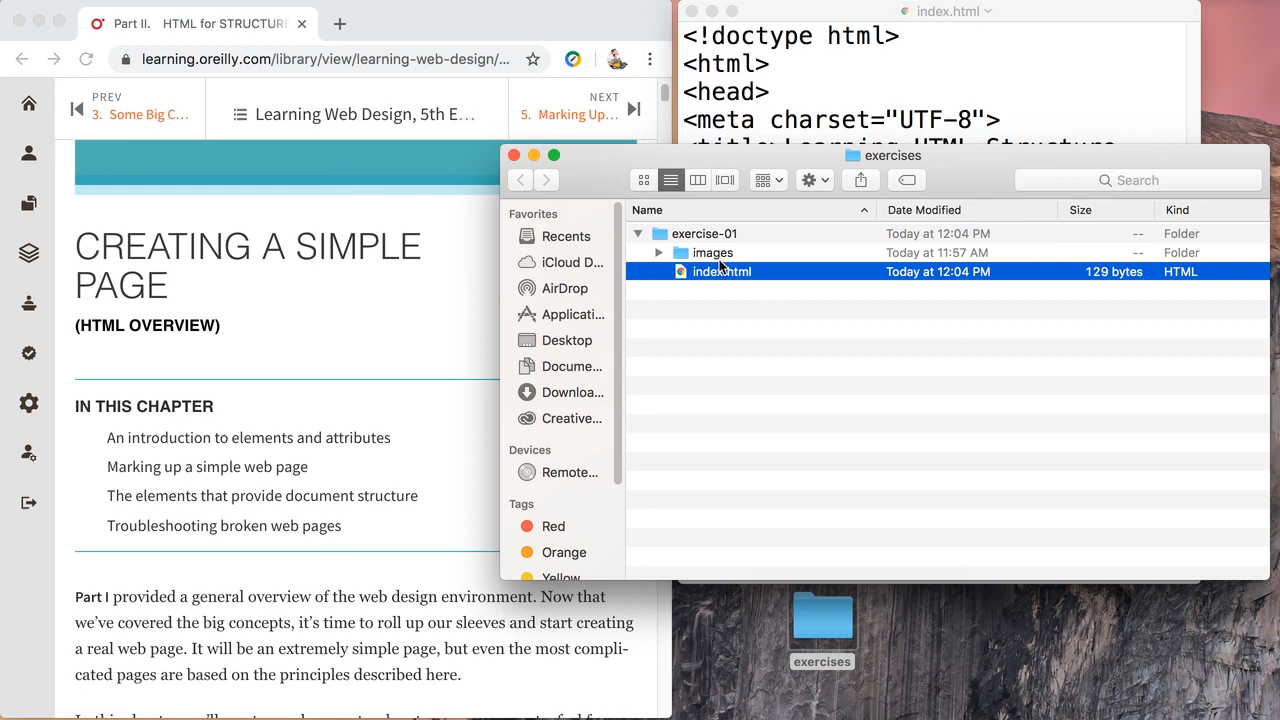 Part II. HTML for STRUCTURE
learning.oreilly.com/library/view/learning-web-design/...
PREV
3. Some Big C...
Learning Web Design, 5th E...
NEXT
5. Marking Up...
CREATING A SIMPLE
PAGE
(HTML OVERVIEW)
IN THIS CHAPTER
An introduction to elements and attributes
Marking up a simple web page
The elements that provide document structure
Troubleshooting broken web pages
Part I provided a general overview of the web design environment. Now that
we’ve covered the big concepts, it’s time to roll up our sleeves and start creating
a real web page. It will be an extremely simple page, but even the most compli-
cated pages are based on the principles described here.
index.html
<!doctype html>
<html>
<head>
<meta charset="UTF-8">
<title>Learning HTML Structure
exercises
Search
Favorites
Recents
iCloud D...
AirDrop
Applicati...
Desktop
Docume...
Downloa...
Creative...
Devices
Remote...
Tags
Red
Orange
Yellow
Name Date Modified Size Kind
exercise-01 Today at 12:04 PM -- Folder
images Today at 11:57 AM -- Folder
index.html Today at 12:04 PM 129 bytes HTML
exercises